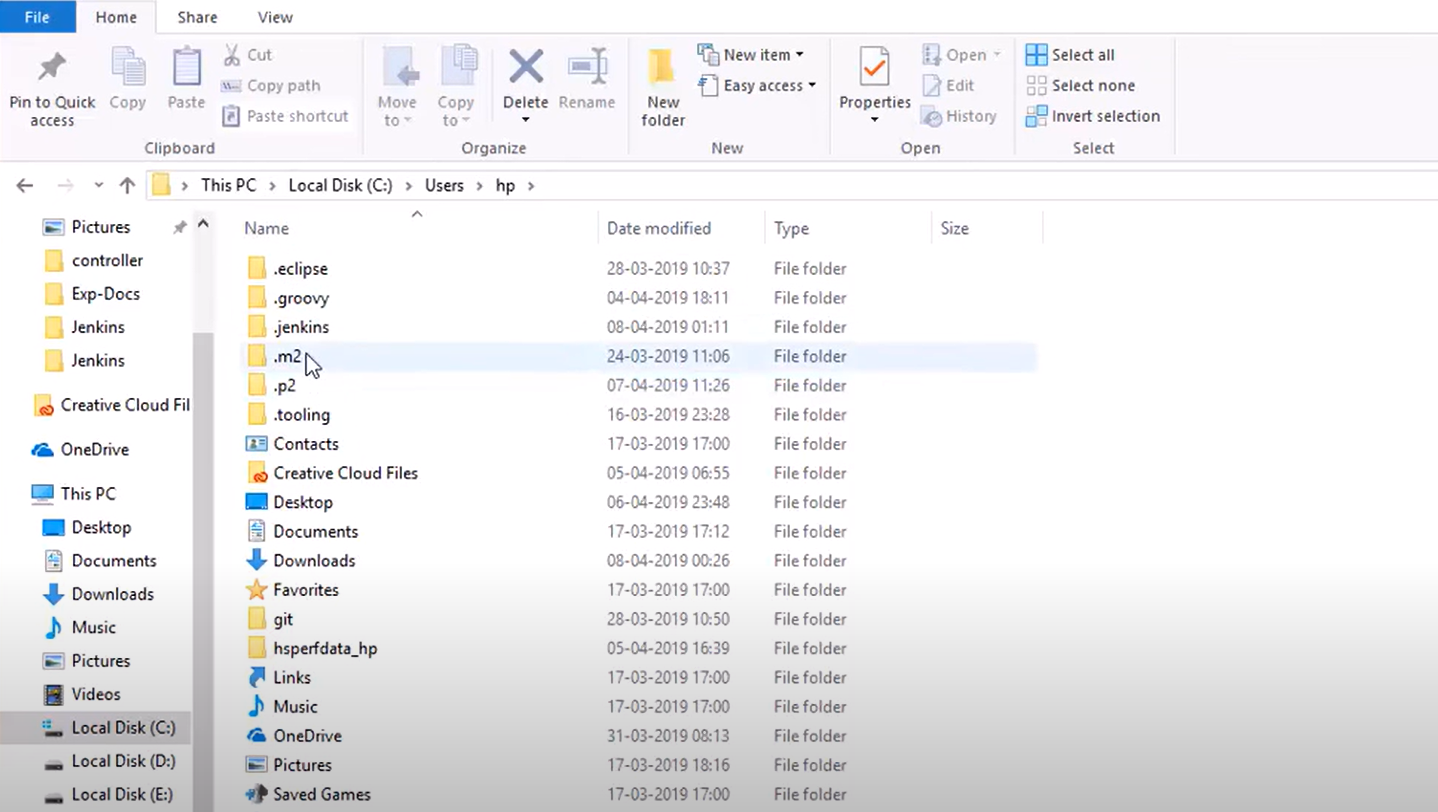 File Home Share View
Pin to Quick access
Copy
Paste
Cut
Copy path
Paste shortcut
Clipboard
Move to
Copy to
Delete
Rename
Organize
New folder
New item
Easy access
New
Properties
Open
Edit
History
Open
Select all
Select none
Invert selection
Select
This PC > Local Disk (C:) > Users > hp >
Pictures
controller
Exp-Docs
Jenkins
Jenkins
Creative Cloud Fil
OneDrive
This PC
Desktop
Documents
Downloads
Music
Pictures
Videos
Local Disk (C:)
Local Disk (D:)
Local Disk (E:)
Name Date modified Type Size
.eclipse 28-03-2019 10:37 File folder
.groovy 04-04-2019 18:11 File folder
.jenkins 08-04-2019 01:11 File folder
.m2 24-03-2019 11:06 File folder
.p2 07-04-2019 11:26 File folder
.tooling 16-03-2019 23:28 File folder
Contacts 17-03-2019 17:00 File folder
Creative Cloud Files 05-04-2019 06:55 File folder
Desktop 06-04-2019 23:48 File folder
Documents 17-03-2019 17:12 File folder
Downloads 08-04-2019 00:26 File folder
Favorites 17-03-2019 17:00 File folder
git 28-03-2019 10:50 File folder
hsperfdata_hp 05-04-2019 16:39 File folder
Links 17-03-2019 17:00 File folder
Music 17-03-2019 17:00 File folder
OneDrive 31-03-2019 08:13 File folder
Pictures 17-03-2019 18:16 File folder
Saved Games 17-03-2019 17:00 File folder